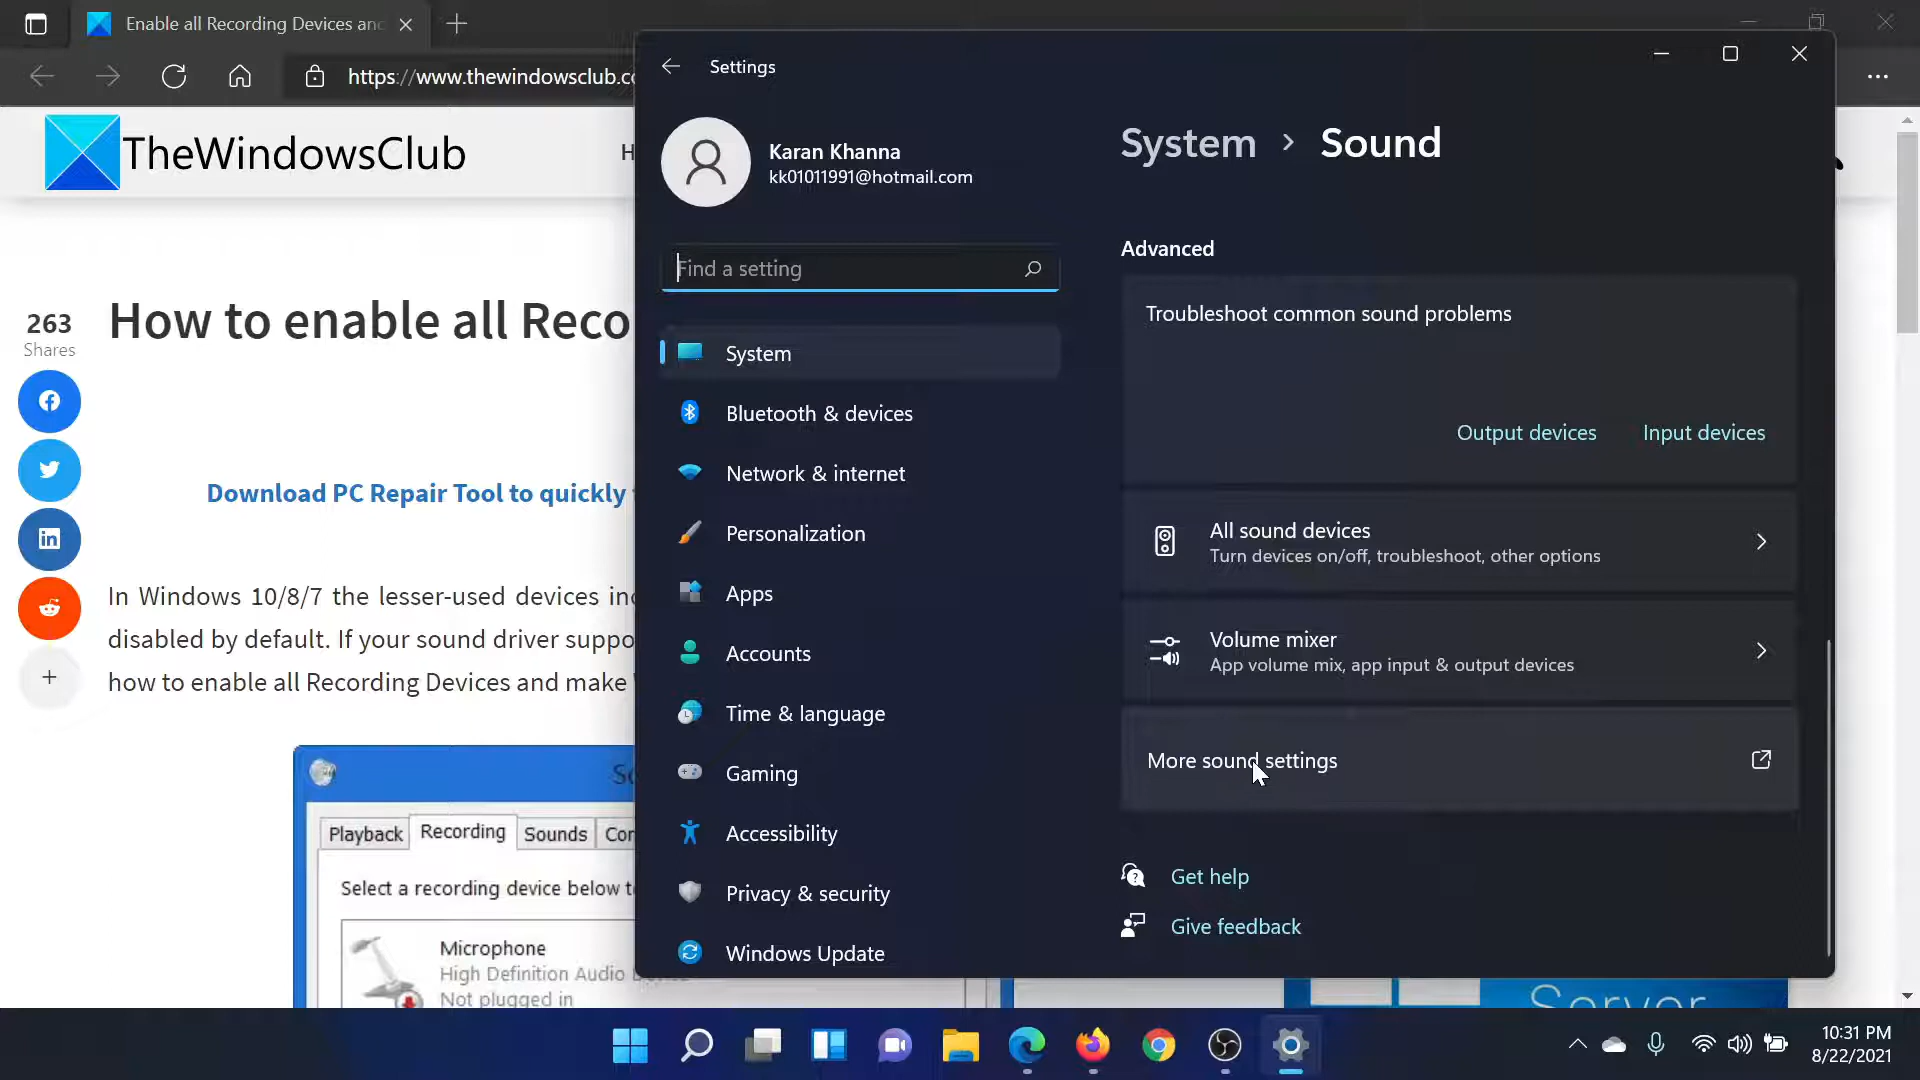 Enable all Recording Devices and
https://www.thewindowsclub.co
TheWindowsClub
H
263
Shares
How to enable all Reco
Download PC Repair Tool to quickly
In Windows 10/8/7 the lesser-used devices inc
disabled by default. If your sound driver suppo
how to enable all Recording Devices and make
Playback
Recording
Sounds
Con
Select a recording device below to
Microphone
High Definition Audio
Not plugged in
Settings
Karan Khanna
kk01011991@hotmail.com
Find a setting
System
Bluetooth & devices
Network & internet
Personalization
Apps
Accounts
Time & language
Gaming
Accessibility
Privacy & security
Windows Update
System > Sound
Advanced
Troubleshoot common sound problems
Output devices
Input devices
All sound devices
Turn devices on/off, troubleshoot, other options
Volume mixer
App volume mix, app input & output devices
More sound settings
Get help
Give feedback
Server
10:31 PM
8/22/2021